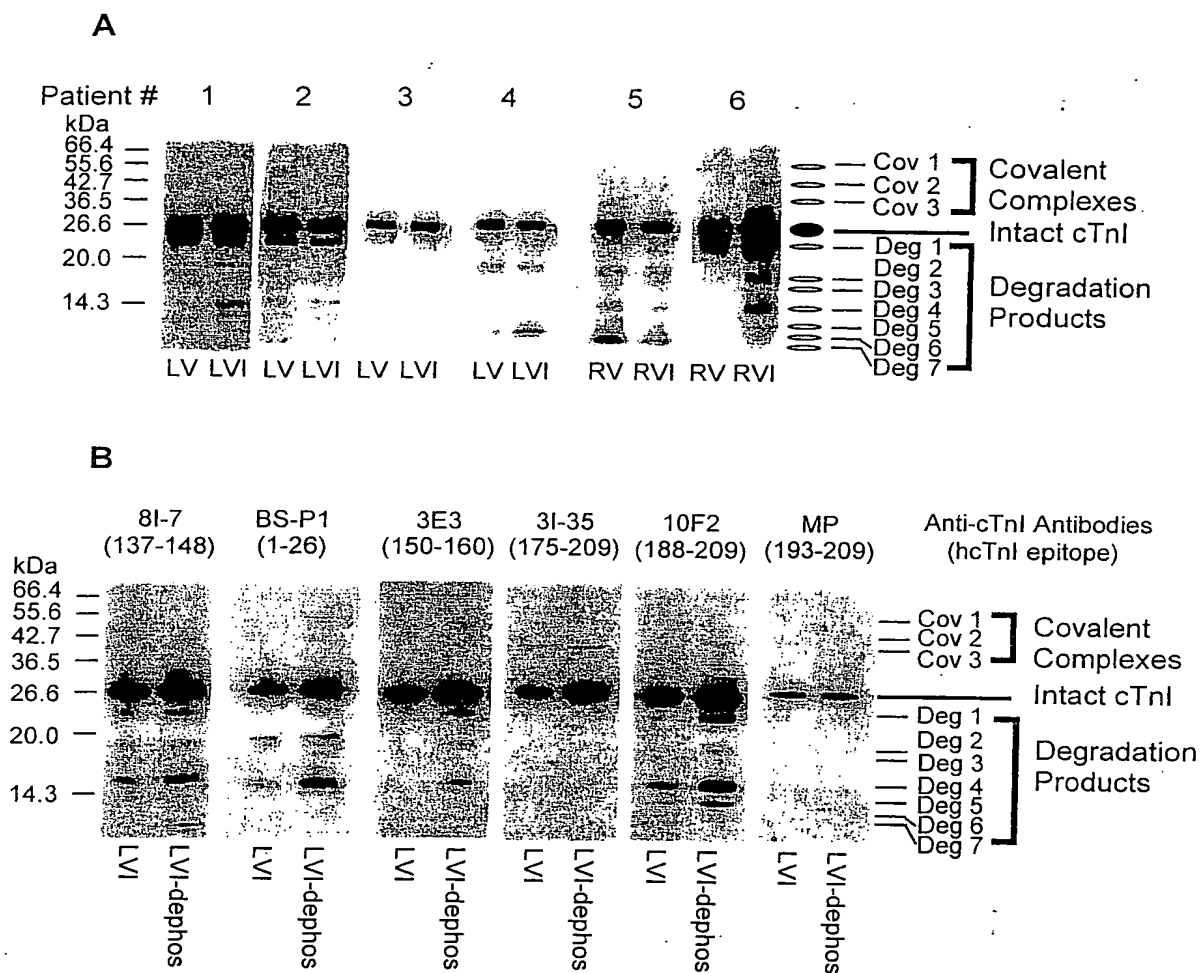 A
Patient # 1 2 3 4 5 6
kDa
66.4
55.6
42.7
36.5
26.6
20.0
14.3
Cov 1
Cov 2
Cov 3
Covalent
Complexes
Intact cTnI
Deg 1
Deg 2
Deg 3
Deg 4
Deg 5
Deg 6
Deg 7
Degradation
Products
LV LVI LV LVI LV LVI LV LVI RV RVI RV RVI
B
8I-7 BS-P1 3E3 3I-35 10F2 MP Anti-cTnI Antibodies
(137-148) (1-26) (150-160) (175-209) (188-209) (193-209) (hcTnI epitope)
kDa
66.4
55.6
42.7
36.5
26.6
20.0
14.3
Cov 1
Cov 2
Cov 3
Covalent
Complexes
Intact cTnI
Deg 1
Deg 2
Deg 3
Deg 4
Deg 5
Deg 6
Deg 7
Degradation
Products
LVI LVI-dephos LVI LVI-dephos LVI LVI-dephos LVI LVI-dephos LVI LVI-dephos LVI LVI-dephos